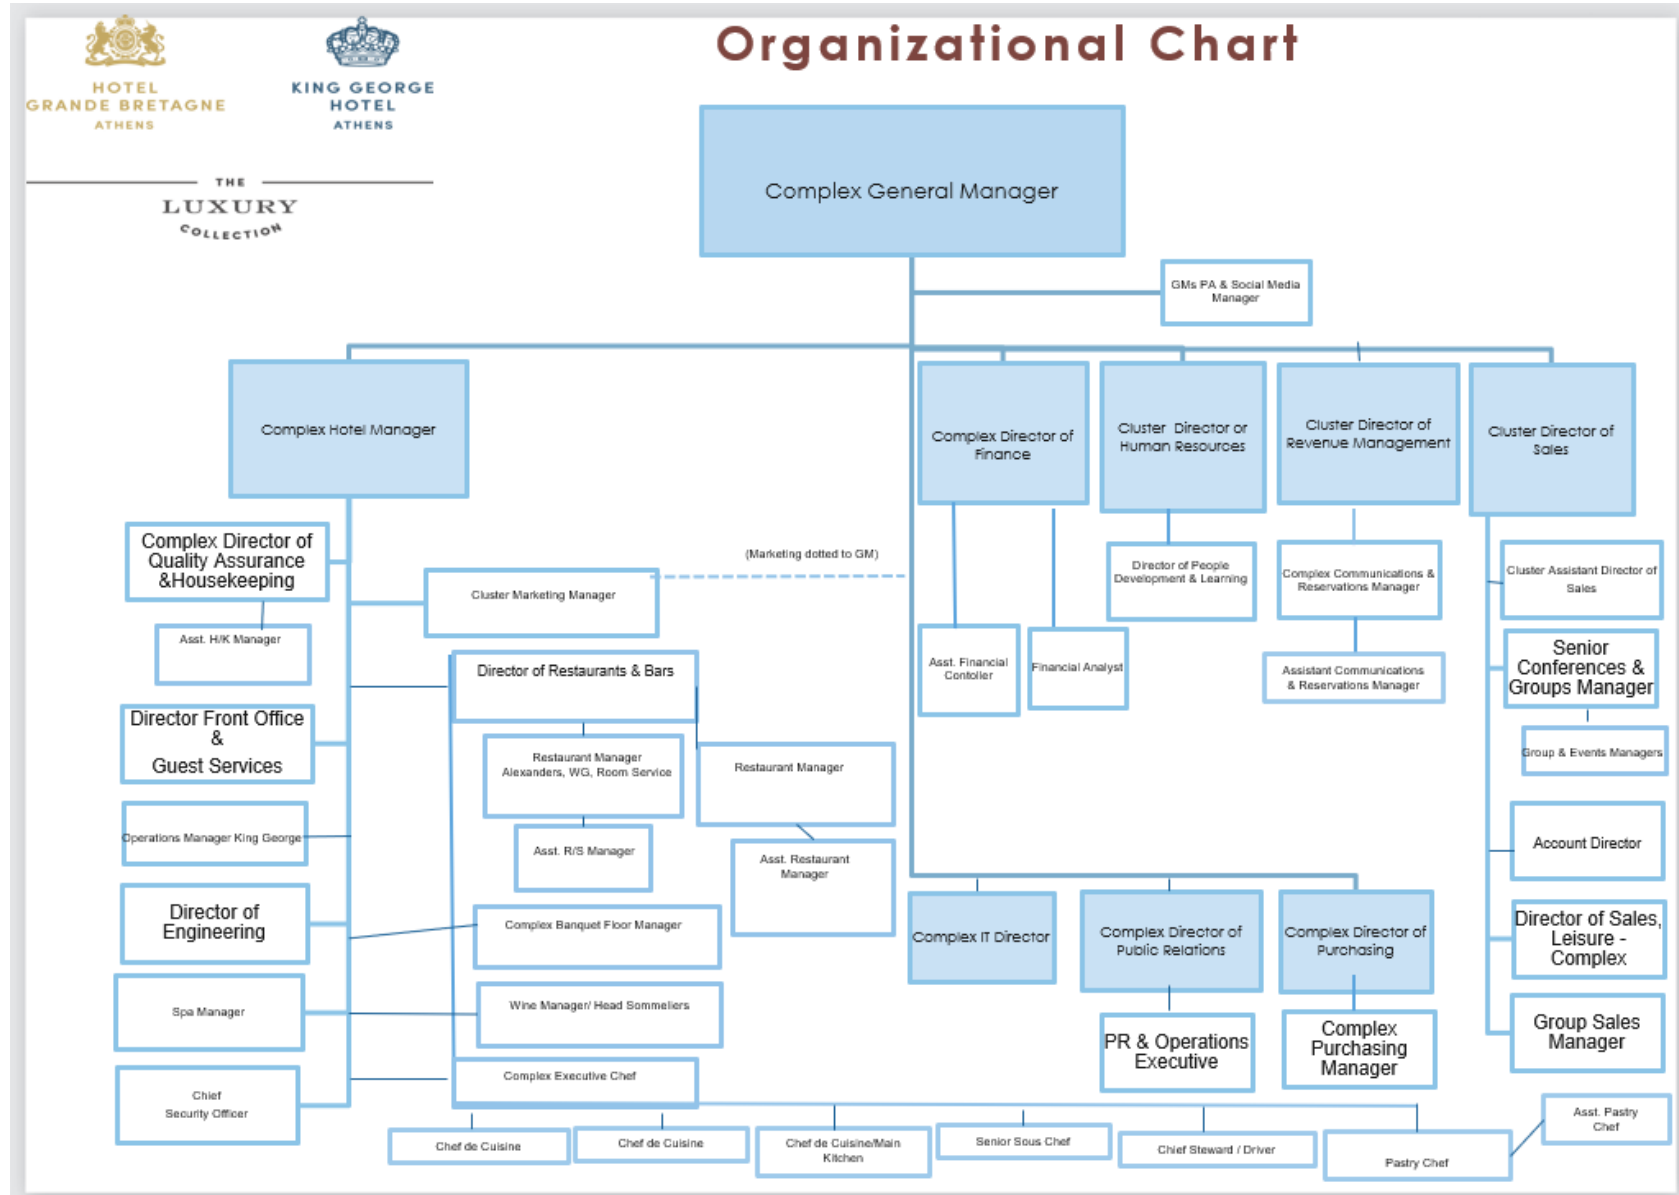 Organizational Chart
HOTEL
GRANDE BRETAGNE
ATHENS
KING GEORGE
HOTEL
ATHENS
THE
LUXURY
COLLECTION
Complex General Manager
GMs PA & Social Media
Manager
Complex Hotel Manager
Complex Director of
Finance
Cluster Director or
Human Resources
Cluster Director of
Revenue Management
Cluster Director of
Sales
Complex Director of
Quality Assurance
&Housekeeping
Asst. H/K Manager
Director Front Office
&
Guest Services
Operations Manager King George
Director of
Engineering
Spa Manager
Chief
Security Officer
Cluster Marketing Manager
(Marketing dotted to GM)
Director of Restaurants & Bars
Restaurant Manager
Alexanders, WG, Room Service
Asst. R/S Manager
Restaurant Manager
Asst. Restaurant
Manager
Complex Banquet Floor Manager
Wine Manager/ Head Sommeliers
Complex Executive Chef
Chef de Cuisine
Chef de Cuisine
Chef de Cuisine/Main
Kitchen
Senior Sous Chef
Chief Steward / Driver
Pastry Chef
Asst. Pastry
Chef
Asst. Financial
Contoller
Financial Analyst
Director of People
Development & Learning
Complex Communications &
Reservations Manager
Assistant Communications
& Reservations Manager
Cluster Assistant Director of
Sales
Senior
Conferences &
Groups Manager
Group & Events Managers
Account Director
Director of Sales,
Leisure -
Complex
Group Sales
Manager
Complex IT Director
Complex Director of
Public Relations
Complex Director of
Purchasing
PR & Operations
Executive
Complex
Purchasing
Manager